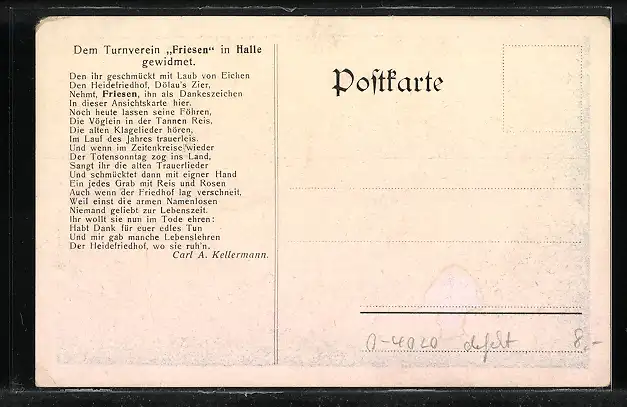 Dem Turnverein „Friesen“ in Halle
gewidmet.
Den ihr geschmückt mit Laub von Eichen
Den Heidefriedhof, Dölau's Zier,
Nehmt, Friesen, ihn als Dankeszeichen
In dieser Ansichtskarte hier.
Noch heute lassen seine Föhren,
Die Vöglein in der Tannen Reis,
Die alten Klagelieder hören,
Im Lauf des Jahres trauerleis.
Und wenn im Zeitenkreise wieder
Der Totensonntag zog ins Land,
Sangt ihr die alten Trauerlieder
Und schmücktet dann mit eigner Hand
Ein jedes Grab mit Reis und Rosen
Auch wenn der Friedhof lag verschneit,
Weil einst die armen Namenlosen
Niemand geliebt zur Lebenszeit.
Ihr wollt sie nun im Tode ehren:
Habt Dank für euer edles Tun
Und mir gab manche Lebenslehren
Der Heidefriedhof, wo sie ruh'n.
Carl A. Kellermann.
Postkarte
O-4020 defekt 8,-